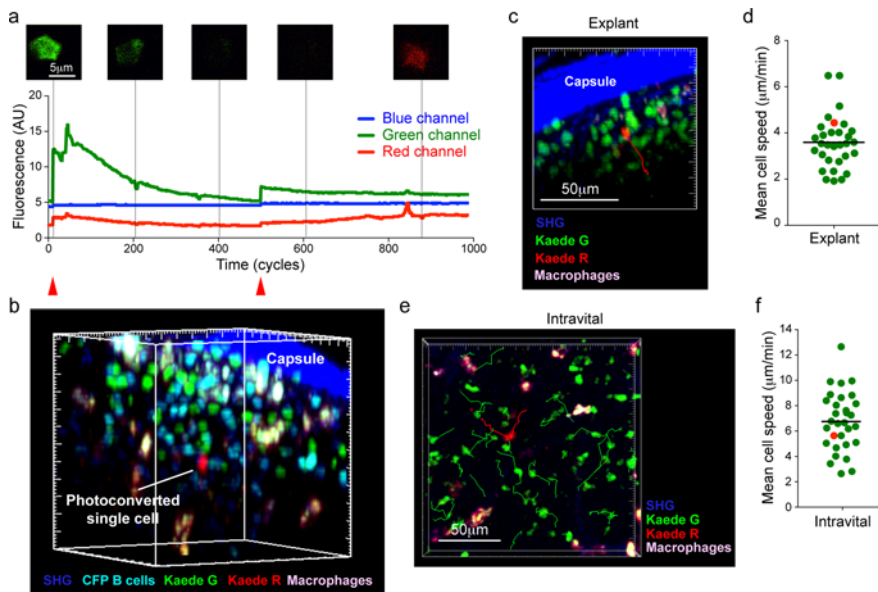 a
5μm
Fluorescence (AU)
20
15
10
5
0
Blue channel
Green channel
Red channel
0 200 400 600 800 1000
Time (cycles)
b
Capsule
Photoconverted
single cell
SHG CFP B cells Kaede G Kaede R Macrophages
c
Explant
Capsule
50μm
SHG
Kaede G
Kaede R
Macrophages
d
Mean cell speed (μm/min)
8
6
4
2
0
Explant
e
Intravital
50μm
SHG
Kaede G
Kaede R
Macrophages
f
Mean cell speed (μm/min)
14
12
10
8
6
4
2
0
Intravital